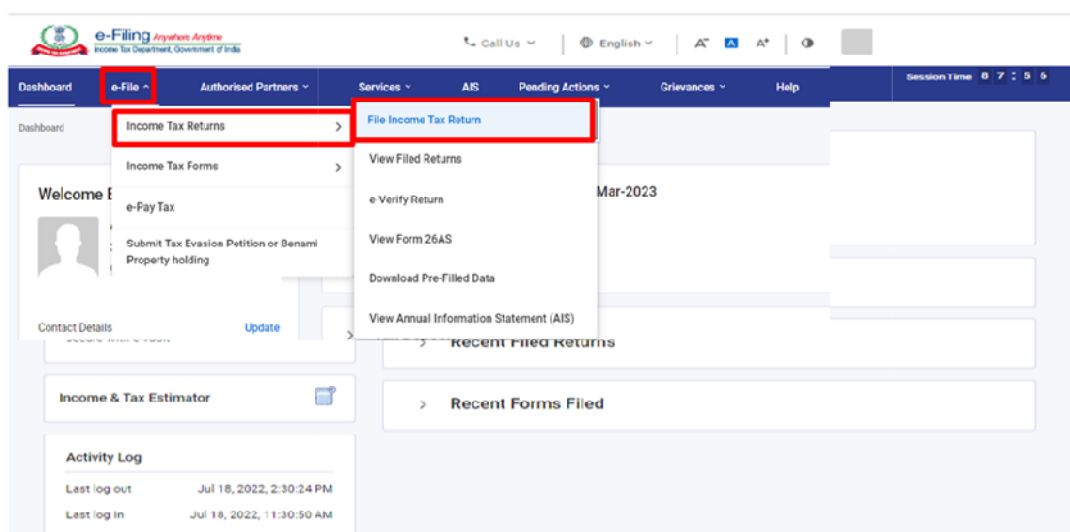 e-Filing Anywhere Anytime
Income Tax Department, Government of India
Call Us
English
A-
A
A+
Dashboard
e-File
Authorised Partners
Services
AIS
Pending Actions
Grievances
Help
Session Time 0 7 : 5 5
Dashboard
Income Tax Returns
Income Tax Forms
e-Pay Tax
Submit Tax Evasion Petition or Benami
Property holding
File Income Tax Return
View Filed Returns
e-Verify Return
View Form 26AS
Download Pre-Filled Data
View Annual Information Statement (AIS)
Welcome
Mar-2023
Contact Details
Update
Recent Filed Returns
Income & Tax Estimator
Recent Forms Filed
Activity Log
Last log out
Jul 18, 2022, 2:30:24 PM
Last log In
Jul 18, 2022, 11:30:50 AM